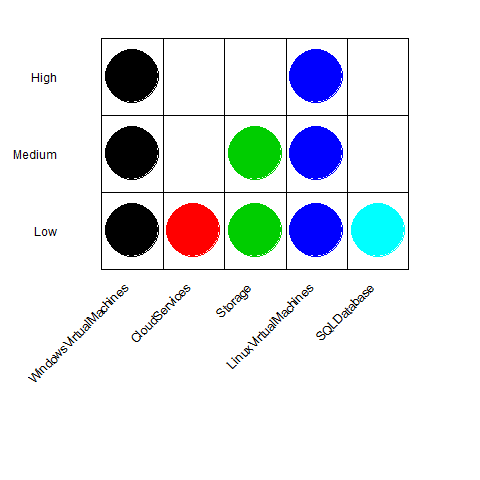 High
Medium
Low
WindowsVirtualMachines
CloudServices
Storage
LinuxVirtualMachines
SQLDatabase